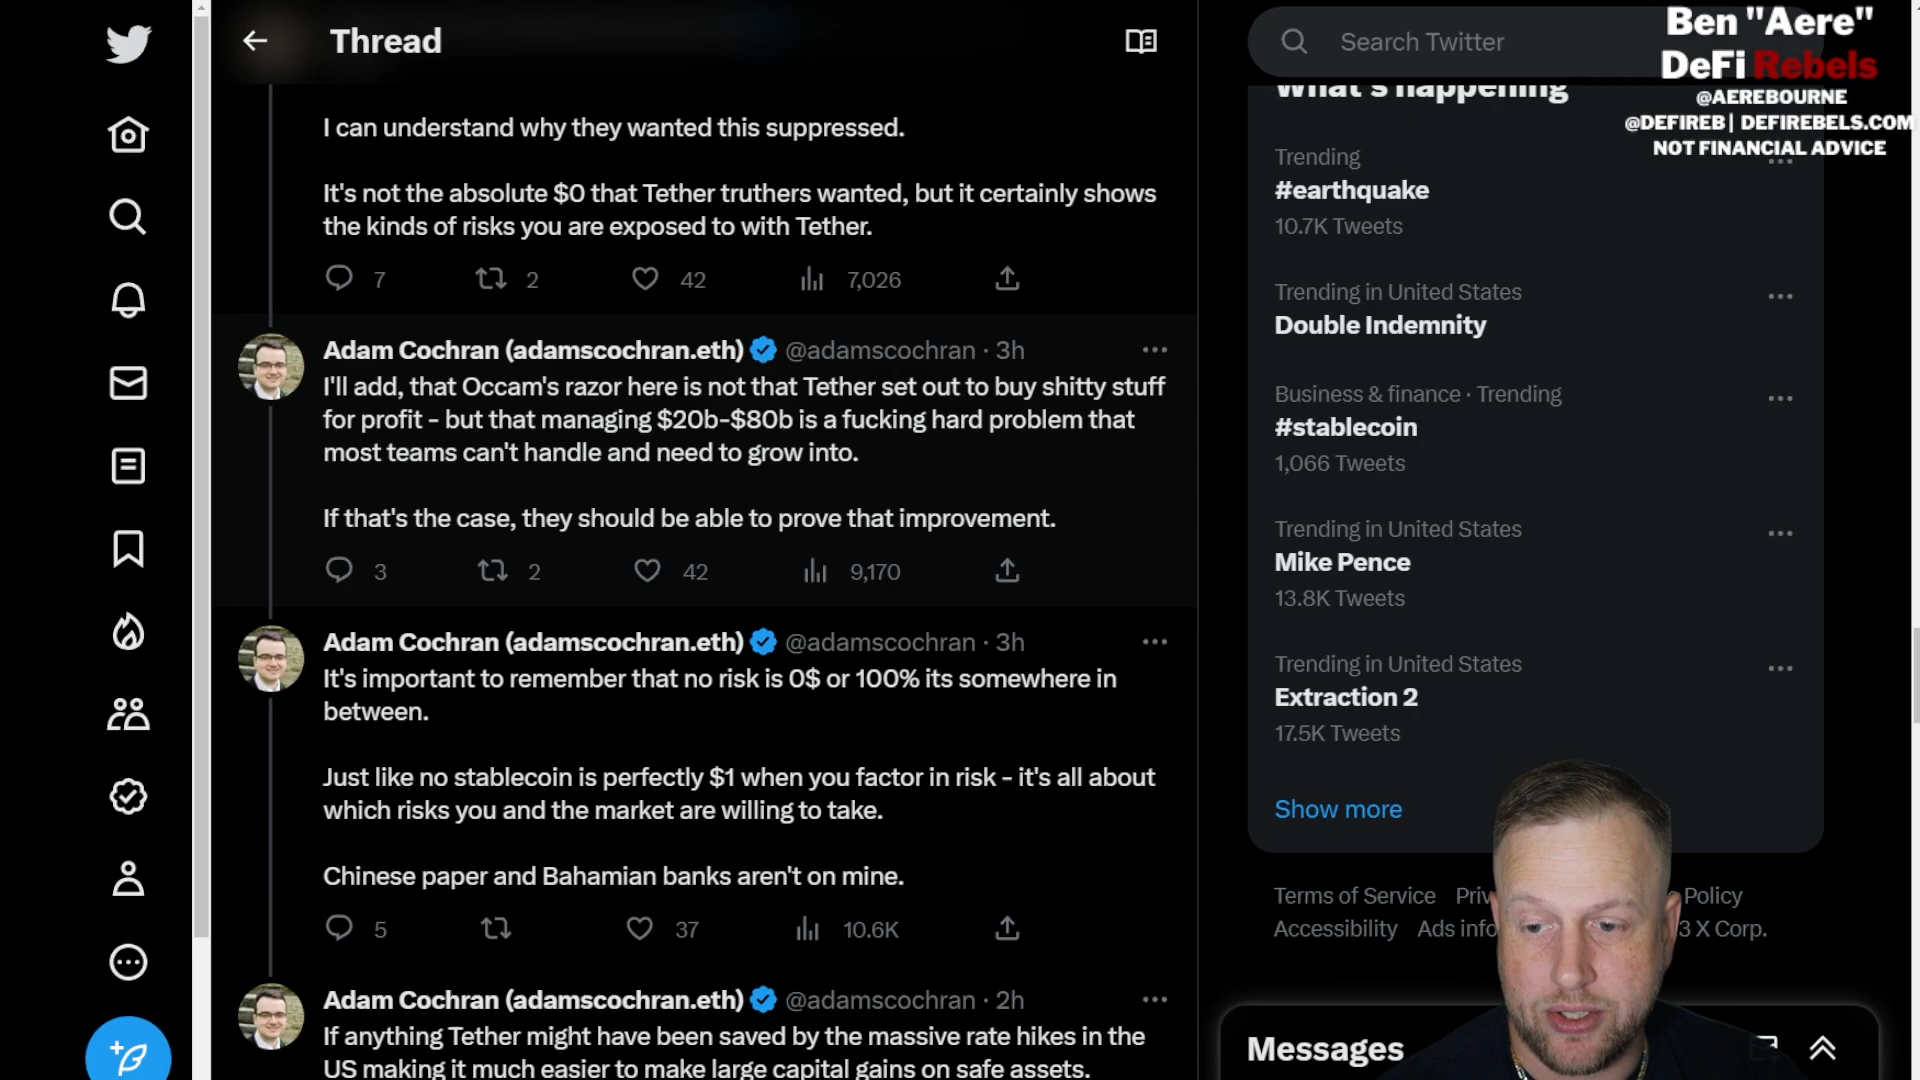 Thread
I can understand why they wanted this suppressed.
It's not the absolute $0 that Tether truthers wanted, but it certainly shows
the kinds of risks you are exposed to with Tether.
7 2 42 7,026
Adam Cochran (adamscochran.eth) @adamscochran · 3h
I'll add, that Occam's razor here is not that Tether set out to buy shitty stuff
for profit - but that managing $20b-$80b is a fucking hard problem that
most teams can't handle and need to grow into.
If that's the case, they should be able to prove that improvement.
3 2 42 9,170
Adam Cochran (adamscochran.eth) @adamscochran · 3h
It's important to remember that no risk is 0$ or 100% its somewhere in
between.
Just like no stablecoin is perfectly $1 when you factor in risk - it's all about
which risks you and the market are willing to take.
Chinese paper and Bahamian banks aren't on mine.
5 37 10.6K
Adam Cochran (adamscochran.eth) @adamscochran · 2h
If anything Tether might have been saved by the massive rate hikes in the
US making it much easier to make large capital gains on safe assets.
Search Twitter
Ben "Aere"
DeFi Rebels
@AEREBOURNE
@DEFIREB | DEFIREBELS.COM
NOT FINANCIAL ADVICE
What's happening
Trending
#earthquake
10.7K Tweets
Trending in United States
Double Indemnity
Business & finance · Trending
#stablecoin
1,066 Tweets
Trending in United States
Mike Pence
13.8K Tweets
Trending in United States
Extraction 2
17.5K Tweets
Show more
Terms of Service Policy
Accessibility Ads info X Corp.
Messages